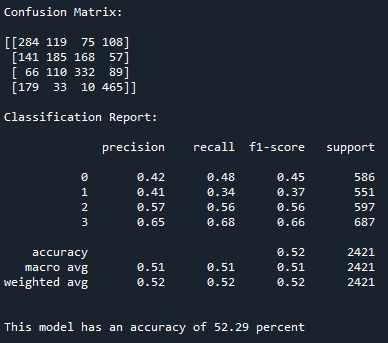 Confusion Matrix:
[[284 119  75 108]
 [141 185 168  57]
 [ 66 110 332  89]
 [179  33  10 465]]
Classification Report:
              precision    recall  f1-score   support
           0       0.42      0.48      0.45       586
           1       0.41      0.34      0.37       551
           2       0.57      0.56      0.56       597
           3       0.65      0.68      0.66       687
    accuracy                           0.52      2421
   macro avg       0.51      0.51      0.51      2421
weighted avg       0.52      0.52      0.52      2421
This model has an accuracy of 52.29 percent